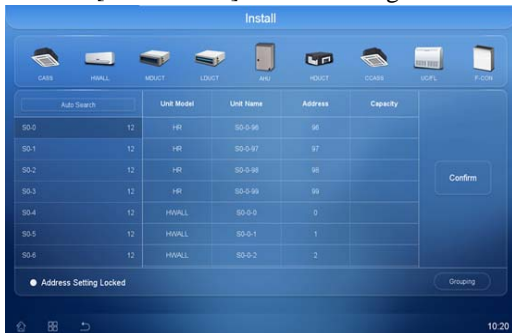 Install
CASS HWALL MDUCT LDUCT AHU HDUCT CCASS UC/FL F-CON
Auto Search Unit Model Unit Name Address Capacity
S0-0 12 HR S0-0-96 96
S0-1 12 HR S0-0-97 97
S0-2 12 HR S0-0-98 98
S0-3 12 HR S0-0-99 99
Confirm
S0-4 12 HWALL S0-0-0 0
S0-5 12 HWALL S0-0-1 1
S0-6 12 HWALL S0-0-2 2
Address Setting Locked Grouping
10:20